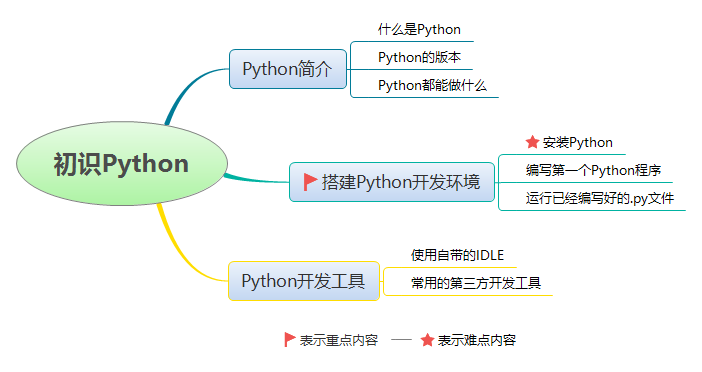 初识Python
Python简介
什么是Python
Python的版本
Python都能做什么
搭建Python开发环境
安装Python
编写第一个Python程序
运行已经编写好的.py文件
Python开发工具
使用自带的IDLE
常用的第三方开发工具
表示重点内容
表示难点内容